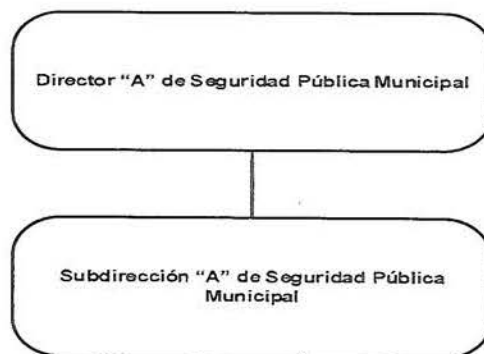 Director "A" de Seguridad Pública Municipal
Subdirección "A" de Seguridad Pública
Municipal